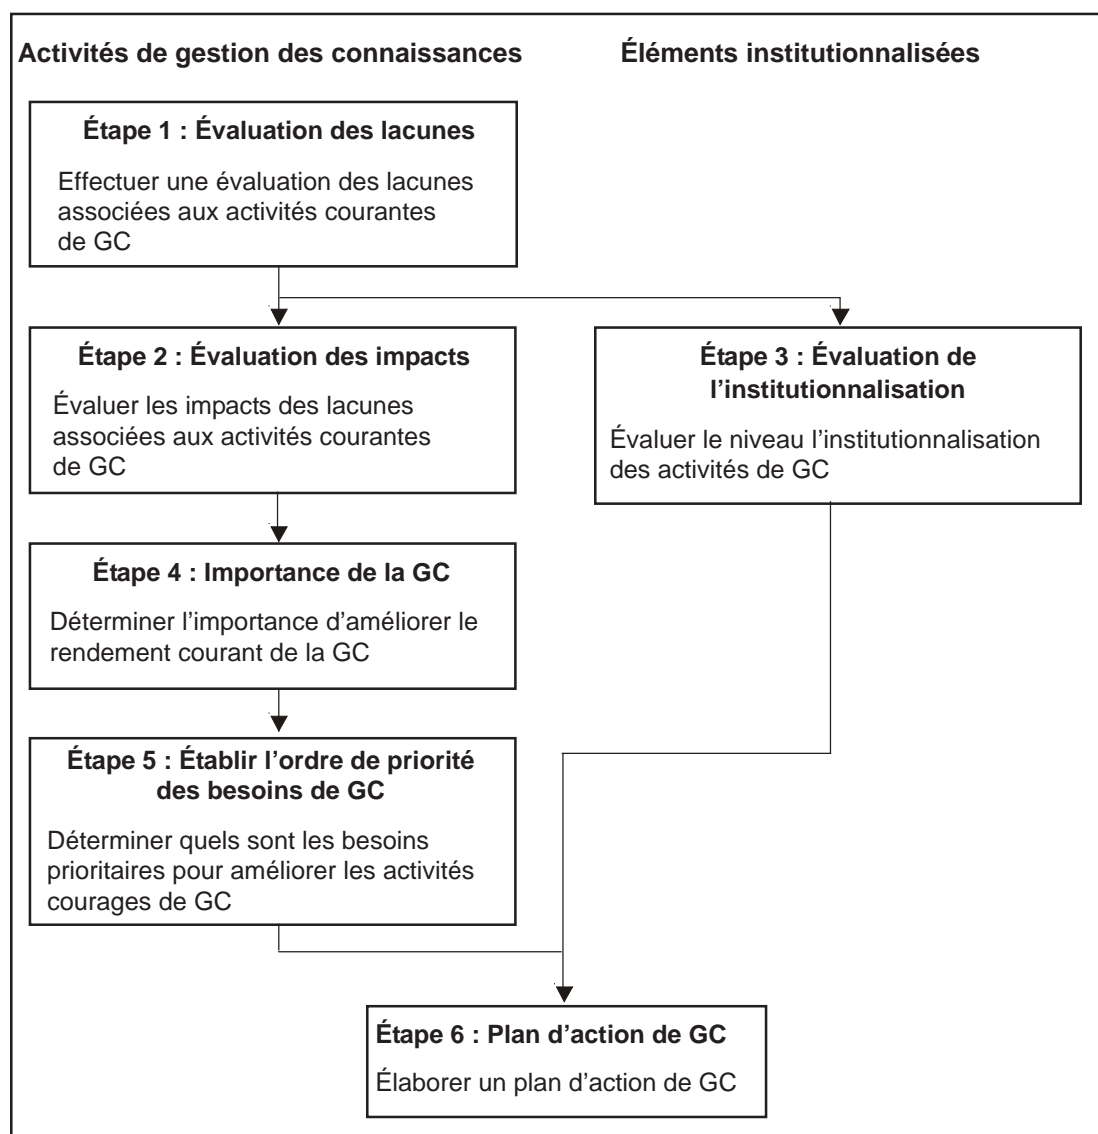 Activités de gestion des connaissances
Éléments institutionnalisées
Étape 1 : Évaluation des lacunes
Effectuer une évaluation des lacunes
associées aux activités courantes
de GC
Étape 2 : Évaluation des impacts
Évaluer les impacts des lacunes
associées aux activités courantes
de GC
Étape 3 : Évaluation de
l’institutionnalisation
Évaluer le niveau l’institutionnalisation
des activités de GC
Étape 4 : Importance de la GC
Déterminer l’importance d’améliorer le
rendement courant de la GC
Étape 5 : Établir l’ordre de priorité
des besoins de GC
Déterminer quels sont les besoins
prioritaires pour améliorer les activités
courages de GC
Étape 6 : Plan d’action de GC
Élaborer un plan d’action de GC